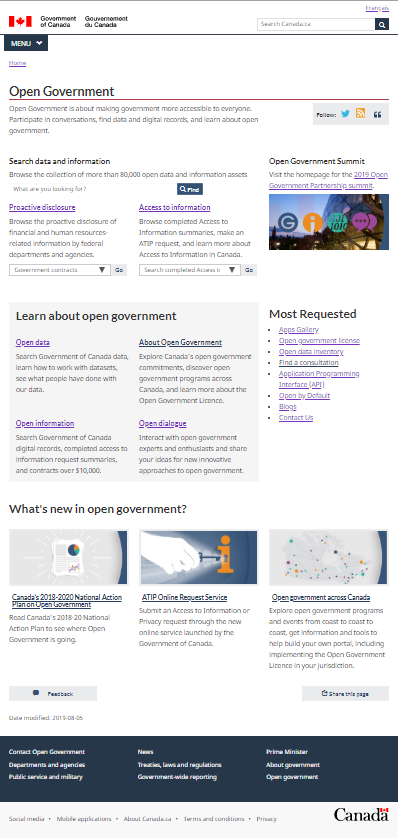 Français
Government Gouvernement
of Canada du Canada
Search Canada.ca
MENU
Home
Open Government
Open Government is about making government more accessible to everyone.
Participate in conversations, find data and digital records, and learn about open
government.
Follow:
Search data and information
Browse the collection of more than 80,000 open data and information assets
What are you looking for?
Find
Open Government Summit
Visit the homepage for the 2019 Open
Government Partnership summit.
Proactive disclosure
Browse the proactive disclosure of
financial and human resources-
related information by federal
departments and agencies.
Government contracts
Go
Access to information
Browse completed Access to
Information summaries, make an
ATIP request, and learn more about
Access to Information in Canada.
Search completed Access ti
Go
Learn about open government
Open data
Search Government of Canada data,
learn how to work with datasets,
see what people have done with
our data.
About Open Government
Explore Canada's open government
commitments, discover open
government programs across
Canada, and learn more about the
Open Government Licence.
Open information
Search Government of Canada
digital records, completed access to
information request summaries,
and contracts over $10,000.
Open dialogue
Interact with open government
experts and enthusiasts and share
your ideas for new innovative
approaches to open government.
Most Requested
Apps Gallery
Open government license
Open data inventory
Find a consultation
Application Programming
Interface (API)
Open by Default
Blogs
Contact Us
What's new in open government?
Canada's 2018-2020 National Action
Plan on Open Government
Read Canada's 2018-20 National
Action Plan to see where Open
Government is going.
ATIP Online Request Service
Submit an Access to Information or
Privacy request through the new
online service launched by the
Government of Canada.
Open government across Canada
Explore open government programs
and events from coast to coast to
coast, get information and tools to
help build your own portal, including
implementing the Open Government
Licence in your jurisdiction.
Feedback
Share this page
Date modified: 2019-08-05
Contact Open Government
Departments and agencies
Public service and military
News
Treaties, laws and regulations
Government-wide reporting
Prime Minister
About government
Open government
Social media • Mobile applications • About Canada.ca • Terms and conditions • Privacy
Canada